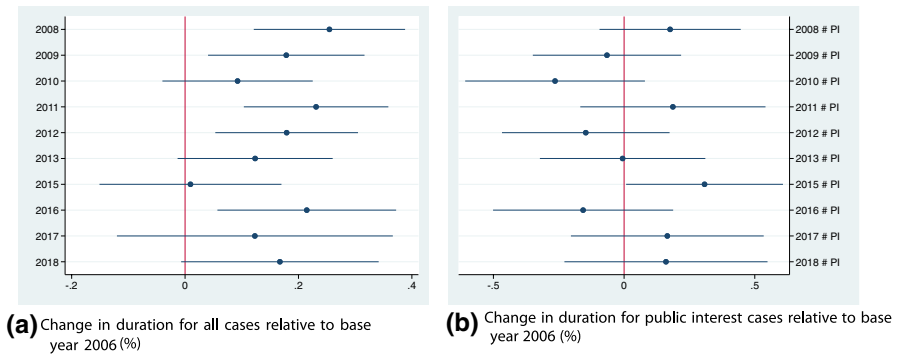 2008
2009
2010
2011
2012
2013
2015
2016
2017
2018
-.2
0
.2
.4
(a) Change in duration for all cases relative to base
year 2006 (%)
2008 # PI
2009 # PI
2010 # PI
2011 # PI
2012 # PI
2013 # PI
2015 # PI
2016 # PI
2017 # PI
2018 # PI
-.5
0
.5
(b) Change in duration for public interest cases relative to base
year 2006 (%)